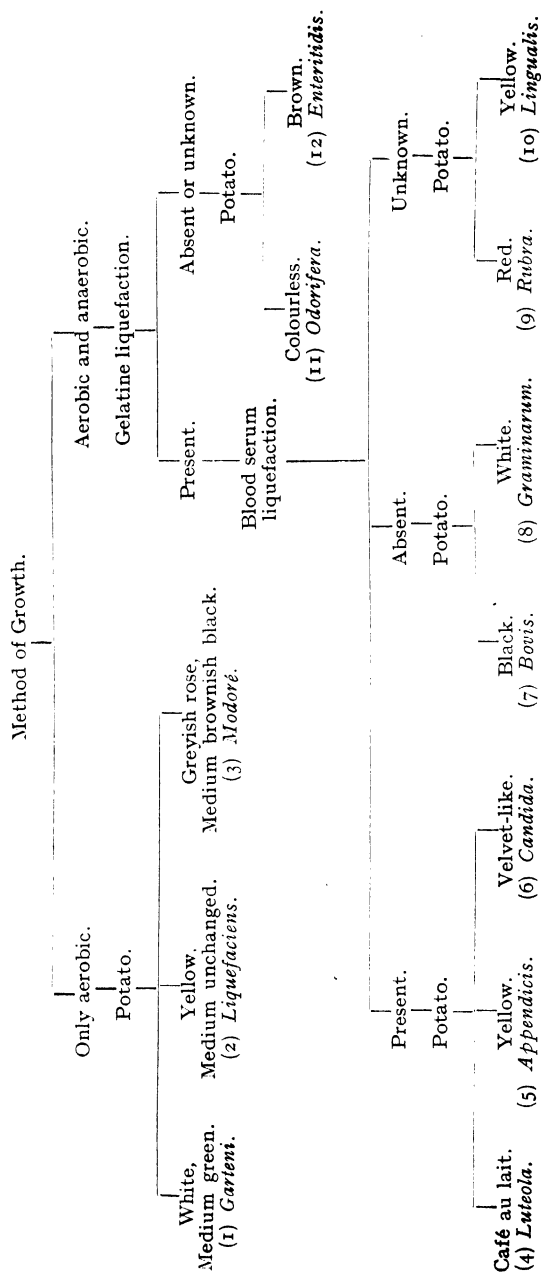 Method of Growth.
Only aerobic.
Potato.
White,
Medium green.
(1) Garteni.
Yellow.
Medium unchanged.
(2) Liquefaciens.
Greyish rose,
Medium brownish black.
(3) Modoré.
Aerobic and anaerobic.
Gelatine liquefaction.
Present.
Blood serum
liquefaction.
Absent or unknown.
Potato.
Colourless.
(11) Odorifera.
Brown.
(12) Enteritidis.
Present.
Potato.
Café au lait.
(4) Luteola.
Yellow.
(5) Appendicis.
Velvet-like.
(6) Candida.
Absent.
Potato.
Black.
(7) Bovis.
White.
(8) Graminarum.
Unknown.
Potato.
Red.
(9) Rubra.
Yellow.
(10) Lingualis.